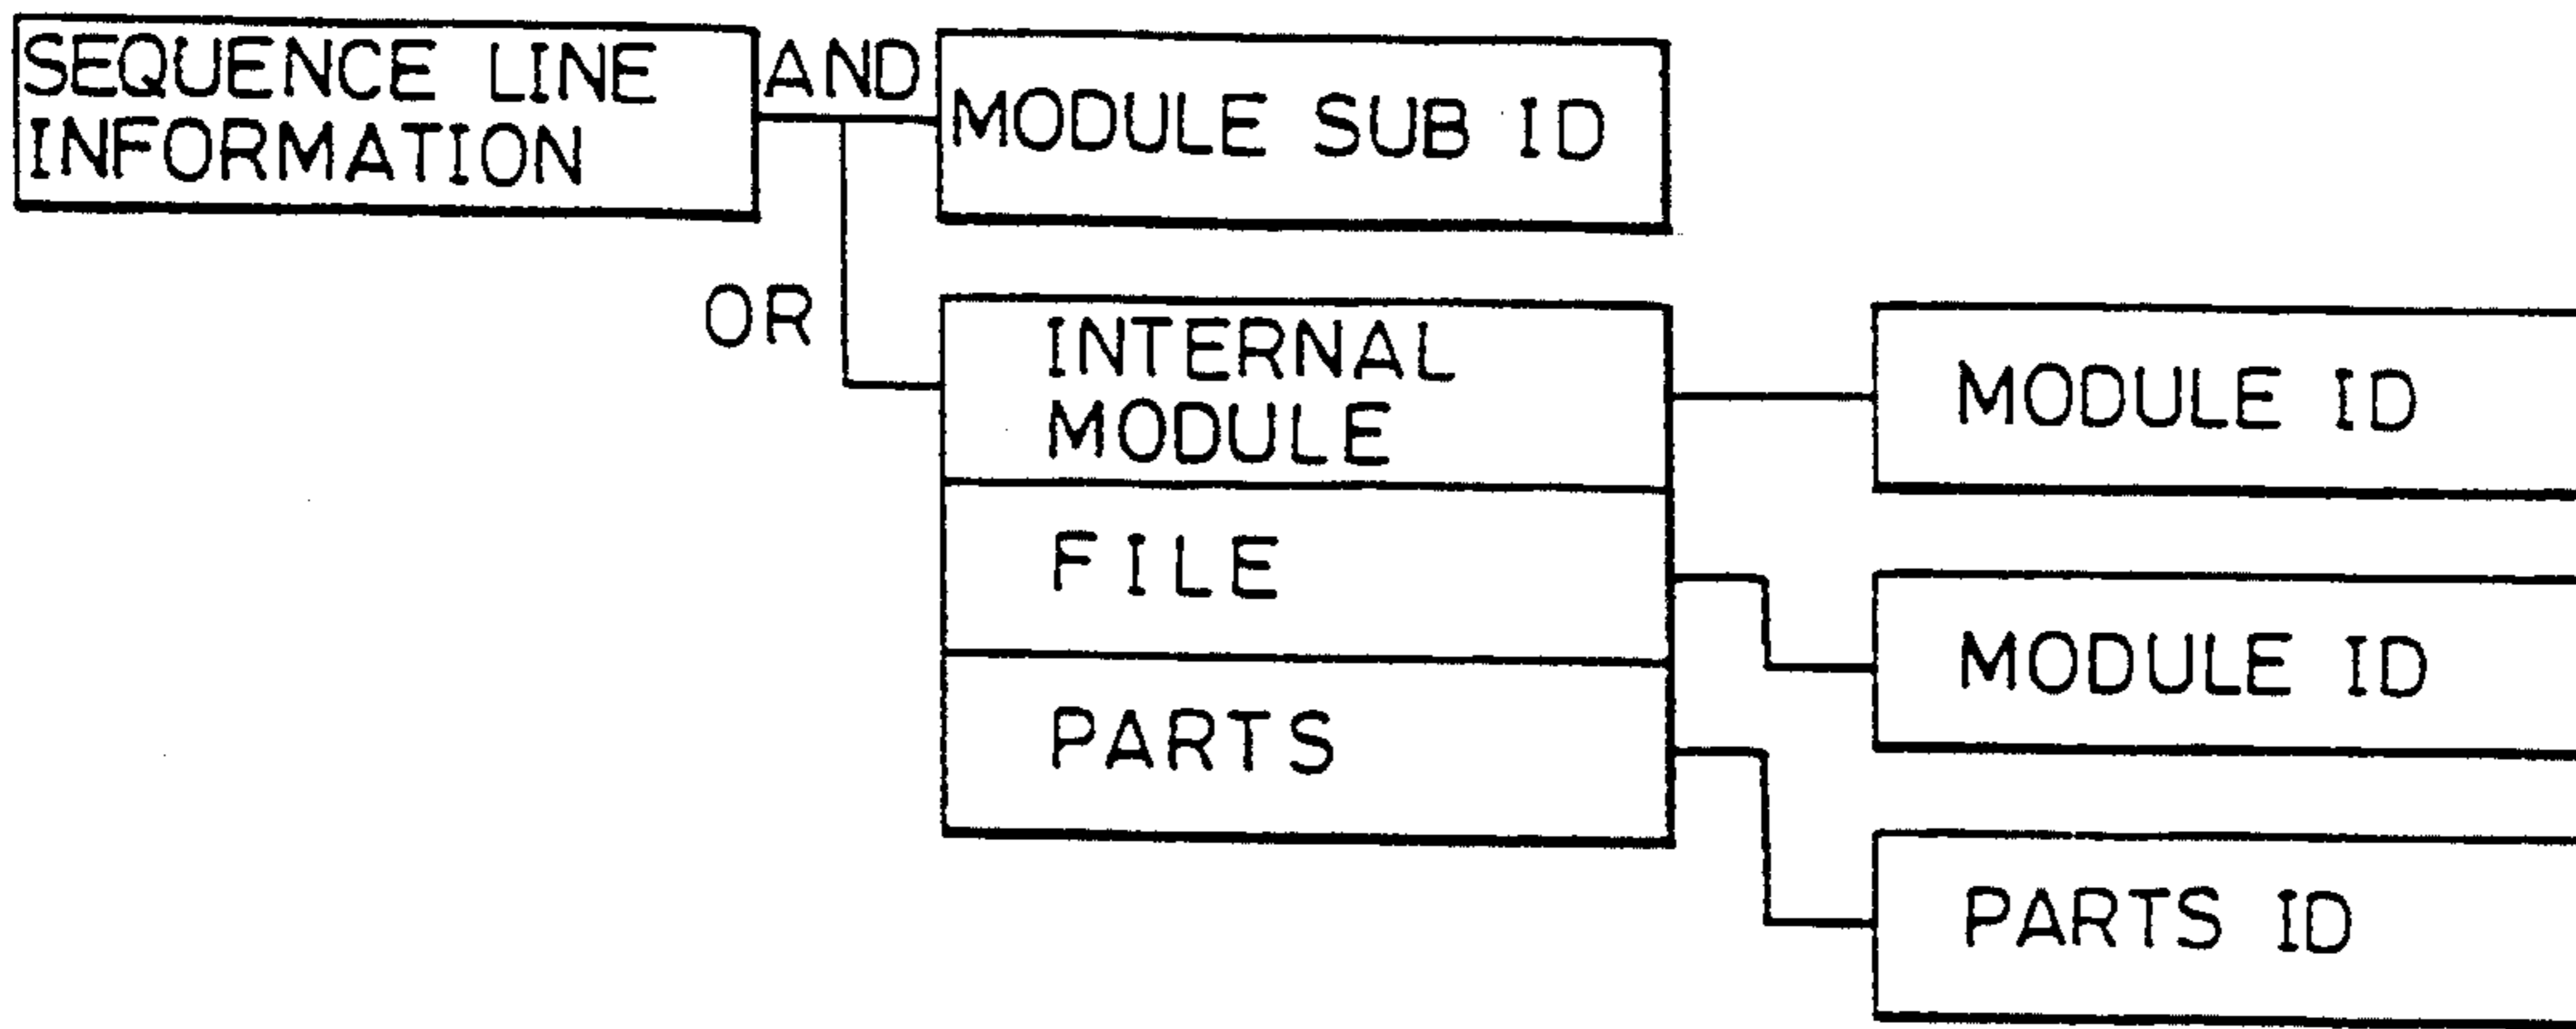 SEQUENCE LINE
INFORMATION
AND
MODULE SUB ID
OR
INTERNAL
MODULE
MODULE ID
FILE
MODULE ID
PARTS
PARTS ID